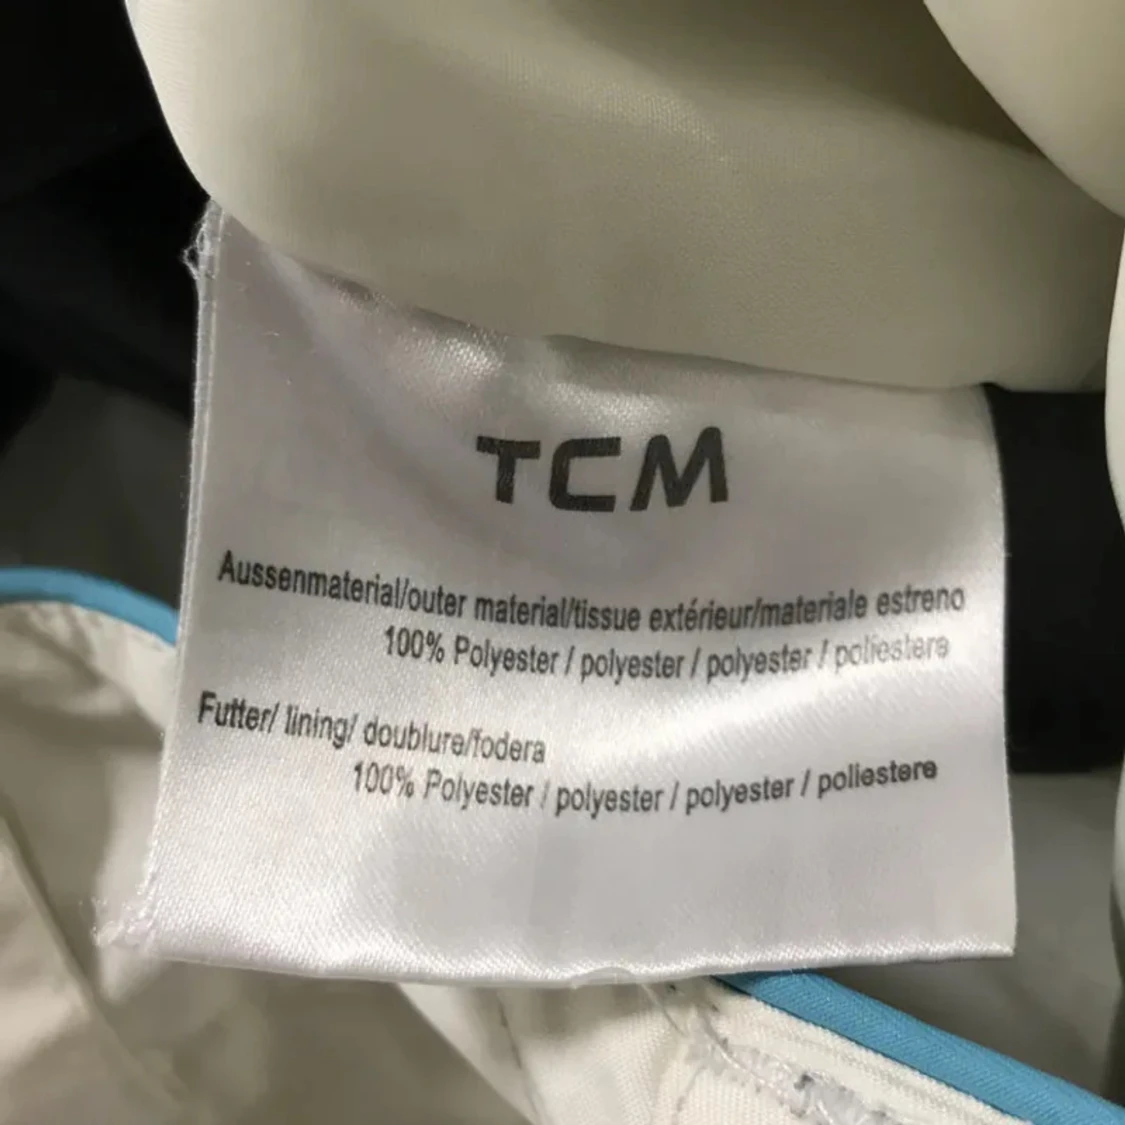 TCM
Aussenmaterial/outer material/tissue extérieur/materiale estreno
100% Polyester / polyester / polyester / poliestere
Futter/ lining/ doublure/fodera
100% Polyester / polyester / polyester / poliestere